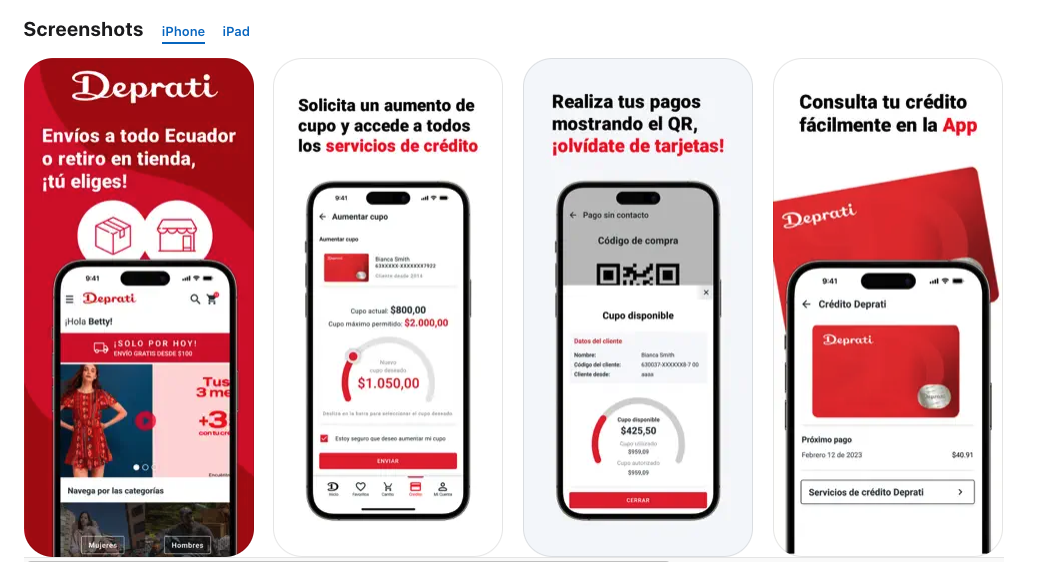 Screenshots
iPhone
iPad
Deprati
Envíos a todo Ecuador
o retiro en tienda,
¡tú eliges!
9:41
Deprati
¡Hola Betty!
¡SOLO POR HOY!
ENVÍO GRATIS DESDE $100
Tus
3 me
+3
con tu cr
Navega por las categorías
Mujeres
Hombres
Solicita un aumento de
cupo y accede a todos
los servicios de crédito
9:41
Aumentar cupo
Aumentar cupo
Bianca Smith
63XXXXX-XXXXXXX7922
Cliente desde $914
Cupo actual: $800,00
Cupo máximo permitido: $2.000,00
Nuevo
cupo deseado
$1.050,00
Desliza en la barra para seleccionar el cupo deseado
Estoy seguro que deseo aumentar mi cupo
ENVIAR
Inicio
Favoritos
Carrito
Crédito
Mi Cuenta
Realiza tus pagos
mostrando el QR,
¡olvídate de tarjetas!
Pago sin contacto
Código de compra
Cupo disponible
Datos del cliente
Nombre: Bianca Smith
Código del cliente: 630037-XXXXXX8-7 00
Cliente desde:
Cupo disponible
$425,50
Cupo utilizado
$959,09
Cupo autorizado
$959,09
CERRAR
Consulta tu crédito
fácilmente en la App
Deprati
9:41
Crédito Deprati
Deprati
Próximo pago
Febrero 12 de 2023
$40.91
Servicios de crédito Deprati